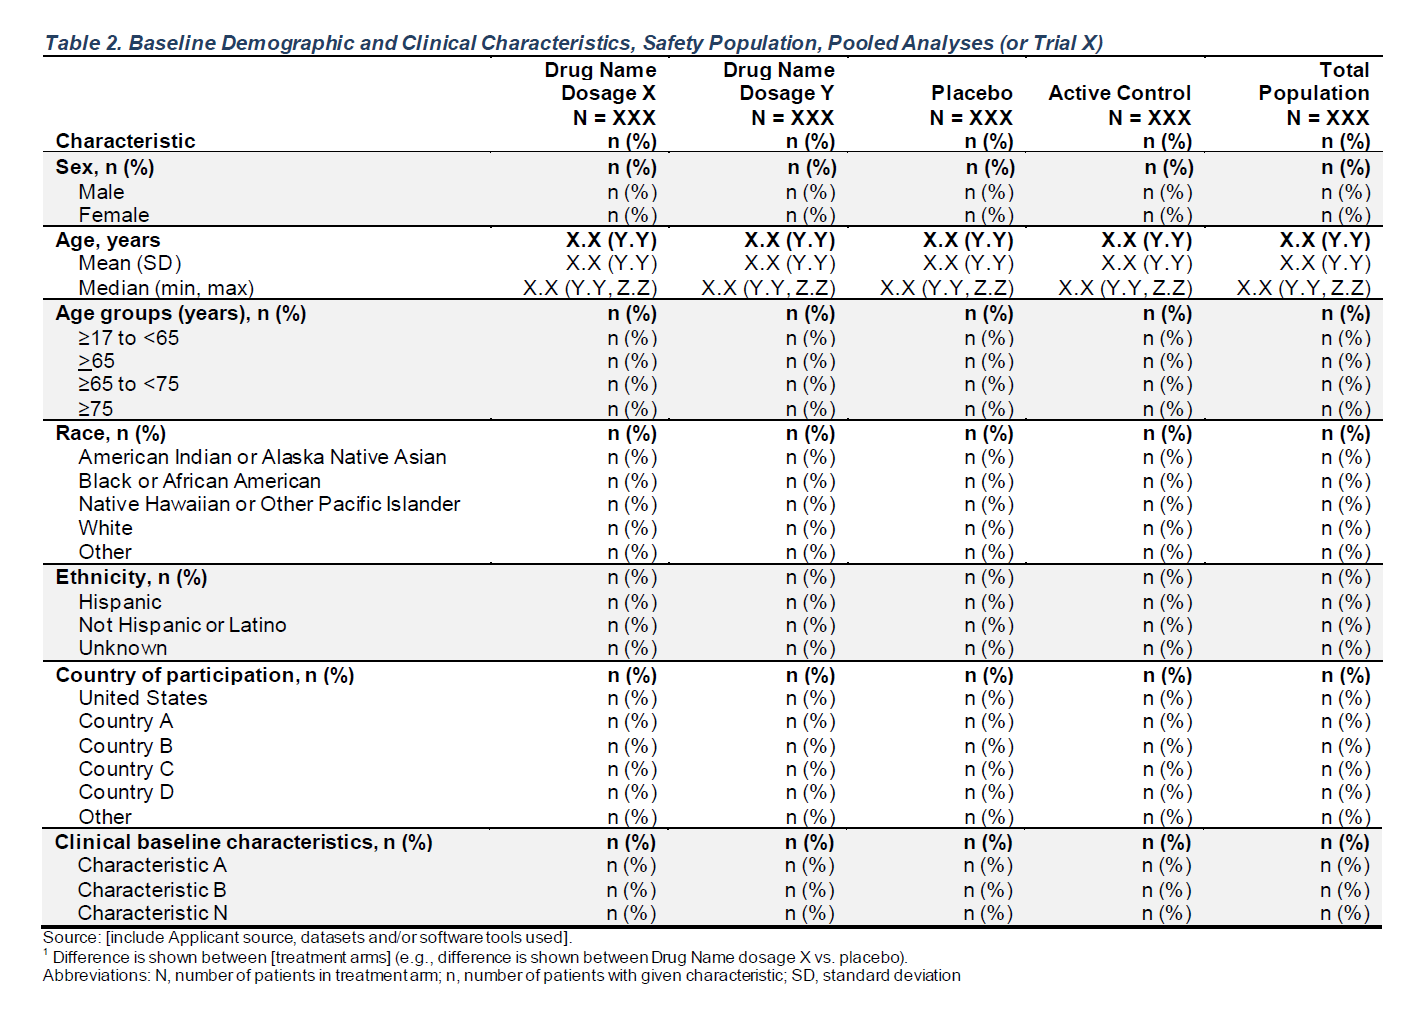 Table 2. Baseline Demographic and Clinical Characteristics, Safety Population, Pooled Analyses (or Trial X)
Drug Name Drug Name Total
Dosage X Dosage Y Placebo Active Control Population
N = XXX N = XXX N = XXX N = XXX N = XXX
Characteristic n (%) n (%) n (%) n (%) n (%)
Sex, n (%) n (%) n (%) n (%) n (%) n (%)
Male n (%) n (%) n (%) n (%) n (%)
Female n (%) n (%) n (%) n (%) n (%)
Age, years X.X (Y.Y) X.X (Y.Y) X.X (Y.Y) X.X (Y.Y) X.X (Y.Y)
Mean (SD) X.X (Y.Y) X.X (Y.Y) X.X (Y.Y) X.X (Y.Y) X.X (Y.Y)
Median (min, max) X.X (Y.Y, Z.Z) X.X (Y.Y, Z.Z) X.X (Y.Y, Z.Z) X.X (Y.Y, Z.Z) X.X (Y.Y, Z.Z)
Age groups (years), n (%) n (%) n (%) n (%) n (%) n (%)
≥17 to <65 n (%) n (%) n (%) n (%) n (%)
≥65 n (%) n (%) n (%) n (%) n (%)
≥65 to <75 n (%) n (%) n (%) n (%) n (%)
≥75 n (%) n (%) n (%) n (%) n (%)
Race, n (%) n (%) n (%) n (%) n (%) n (%)
American Indian or Alaska Native Asian n (%) n (%) n (%) n (%) n (%)
Black or African American n (%) n (%) n (%) n (%) n (%)
Native Hawaiian or Other Pacific Islander n (%) n (%) n (%) n (%) n (%)
White n (%) n (%) n (%) n (%) n (%)
Other n (%) n (%) n (%) n (%) n (%)
Ethnicity, n (%) n (%) n (%) n (%) n (%) n (%)
Hispanic n (%) n (%) n (%) n (%) n (%)
Not Hispanic or Latino n (%) n (%) n (%) n (%) n (%)
Unknown n (%) n (%) n (%) n (%) n (%)
Country of participation, n (%) n (%) n (%) n (%) n (%) n (%)
United States n (%) n (%) n (%) n (%) n (%)
Country A n (%) n (%) n (%) n (%) n (%)
Country B n (%) n (%) n (%) n (%) n (%)
Country C n (%) n (%) n (%) n (%) n (%)
Country D n (%) n (%) n (%) n (%) n (%)
Other n (%) n (%) n (%) n (%) n (%)
Clinical baseline characteristics, n (%) n (%) n (%) n (%) n (%) n (%)
Characteristic A n (%) n (%) n (%) n (%) n (%)
Characteristic B n (%) n (%) n (%) n (%) n (%)
Characteristic N n (%) n (%) n (%) n (%) n (%)
Source: [include Applicant source, datasets and/or software tools used].
¹ Difference is shown between [treatment arms] (e.g., difference is shown between Drug Name dosage X vs. placebo).
Abbreviations: N, number of patients in treatment arm; n, number of patients with given characteristic; SD, standard deviation